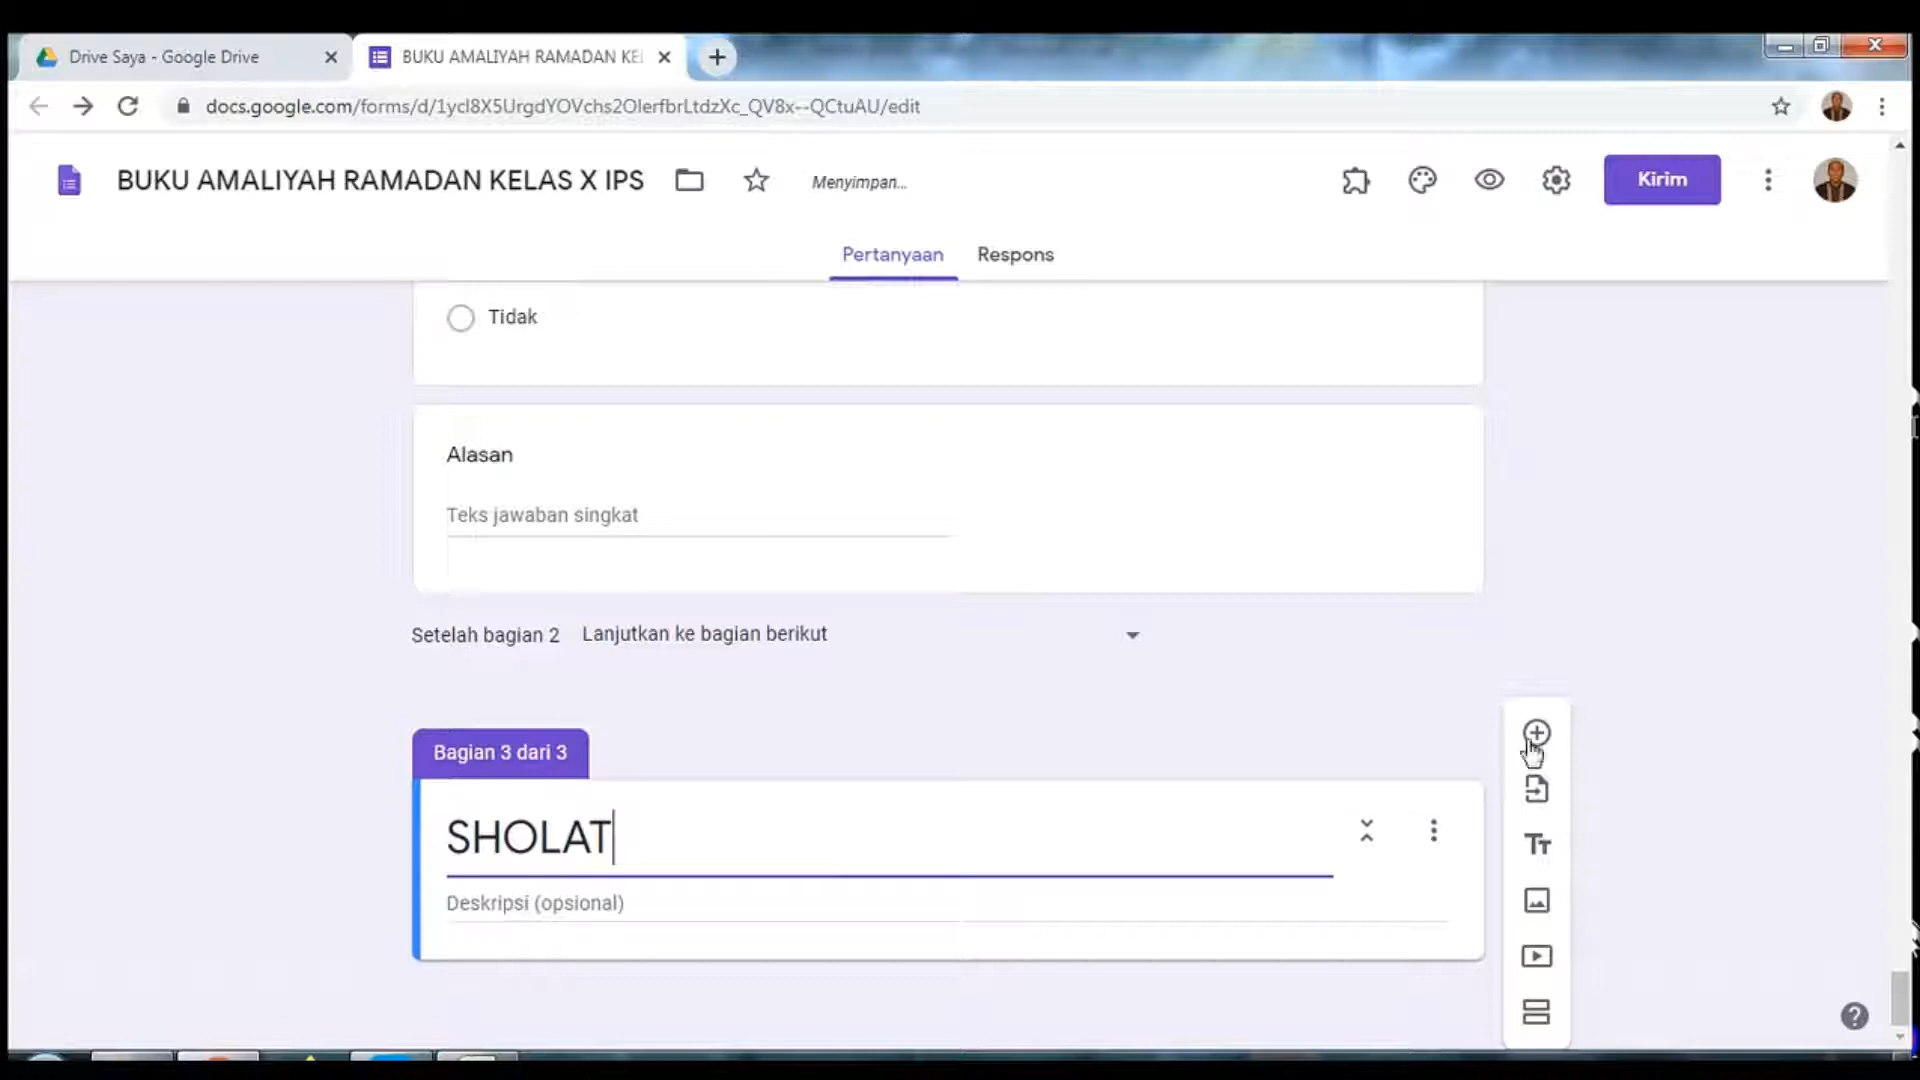 Drive Saya - Google Drive
BUKU AMALIYAH RAMADAN KE
docs.google.com/forms/d/1ycl8X5UrgdYOVchs2OlerfbrLtdzXc_QV8x--QCtuAU/edit
BUKU AMALIYAH RAMADAN KELAS X IPS
Menyimpan...
Kirim
Pertanyaan
Respons
Tidak
Alasan
Teks jawaban singkat
Setelah bagian 2 Lanjutkan ke bagian berikut
Bagian 3 dari 3
SHOLAT
Deskripsi (opsional)